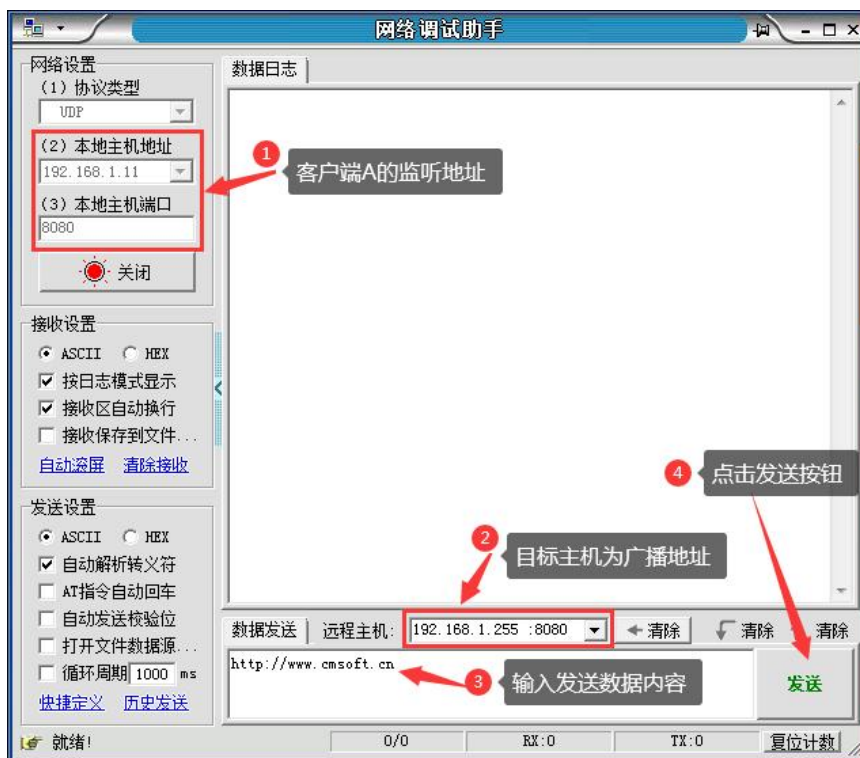 网络调试助手
网络设置
(1) 协议类型
UDP
(2) 本地主机地址
192.168.1.11
(3) 本地主机端口
8080
关闭
数据日志
1
客户端A的监听地址
接收设置
ASCII HEX
按日志模式显示
接收区自动换行
接收保存到文件...
自动滚屏 清除接收
4
点击发送按钮
发送设置
ASCII HEX
自动解析转义符
AT指令自动回车
自动发送校验位
打开文件数据源...
循环周期 1000 ms
快捷定义 历史发送
2
目标主机为广播地址
数据发送 远程主机: 192.168.1.255 :8080 清除 清除 清除
http://www.cmsoft.cn
3
输入发送数据内容
发送
就绪! 0/0 RX:0 TX:0 复位计数